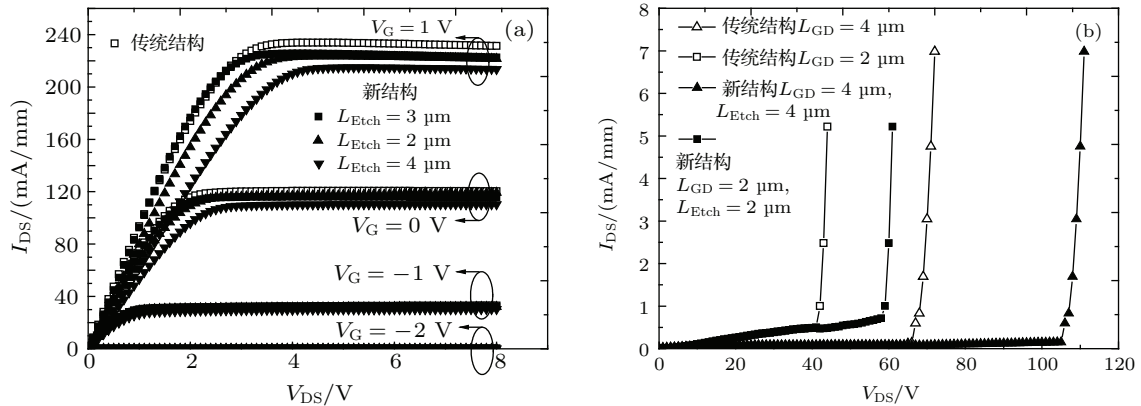 (a)
传统结构
V_G = 1 V
新结构
L_Etch = 3 μm
L_Etch = 2 μm
L_Etch = 4 μm
V_G = 0 V
V_G = −1 V
V_G = −2 V
240
200
160
120
80
40
0
I_DS/(mA/mm)
0 2 4 6 8
V_DS/V
(b)
传统结构L_GD = 4 μm
传统结构L_GD = 2 μm
新结构L_GD = 4 μm,
L_Etch = 4 μm
新结构
L_GD = 2 μm,
L_Etch = 2 μm
8
7
6
5
4
3
2
1
0
I_DS/(mA/mm)
0 20 40 60 80 100 120
V_DS/V